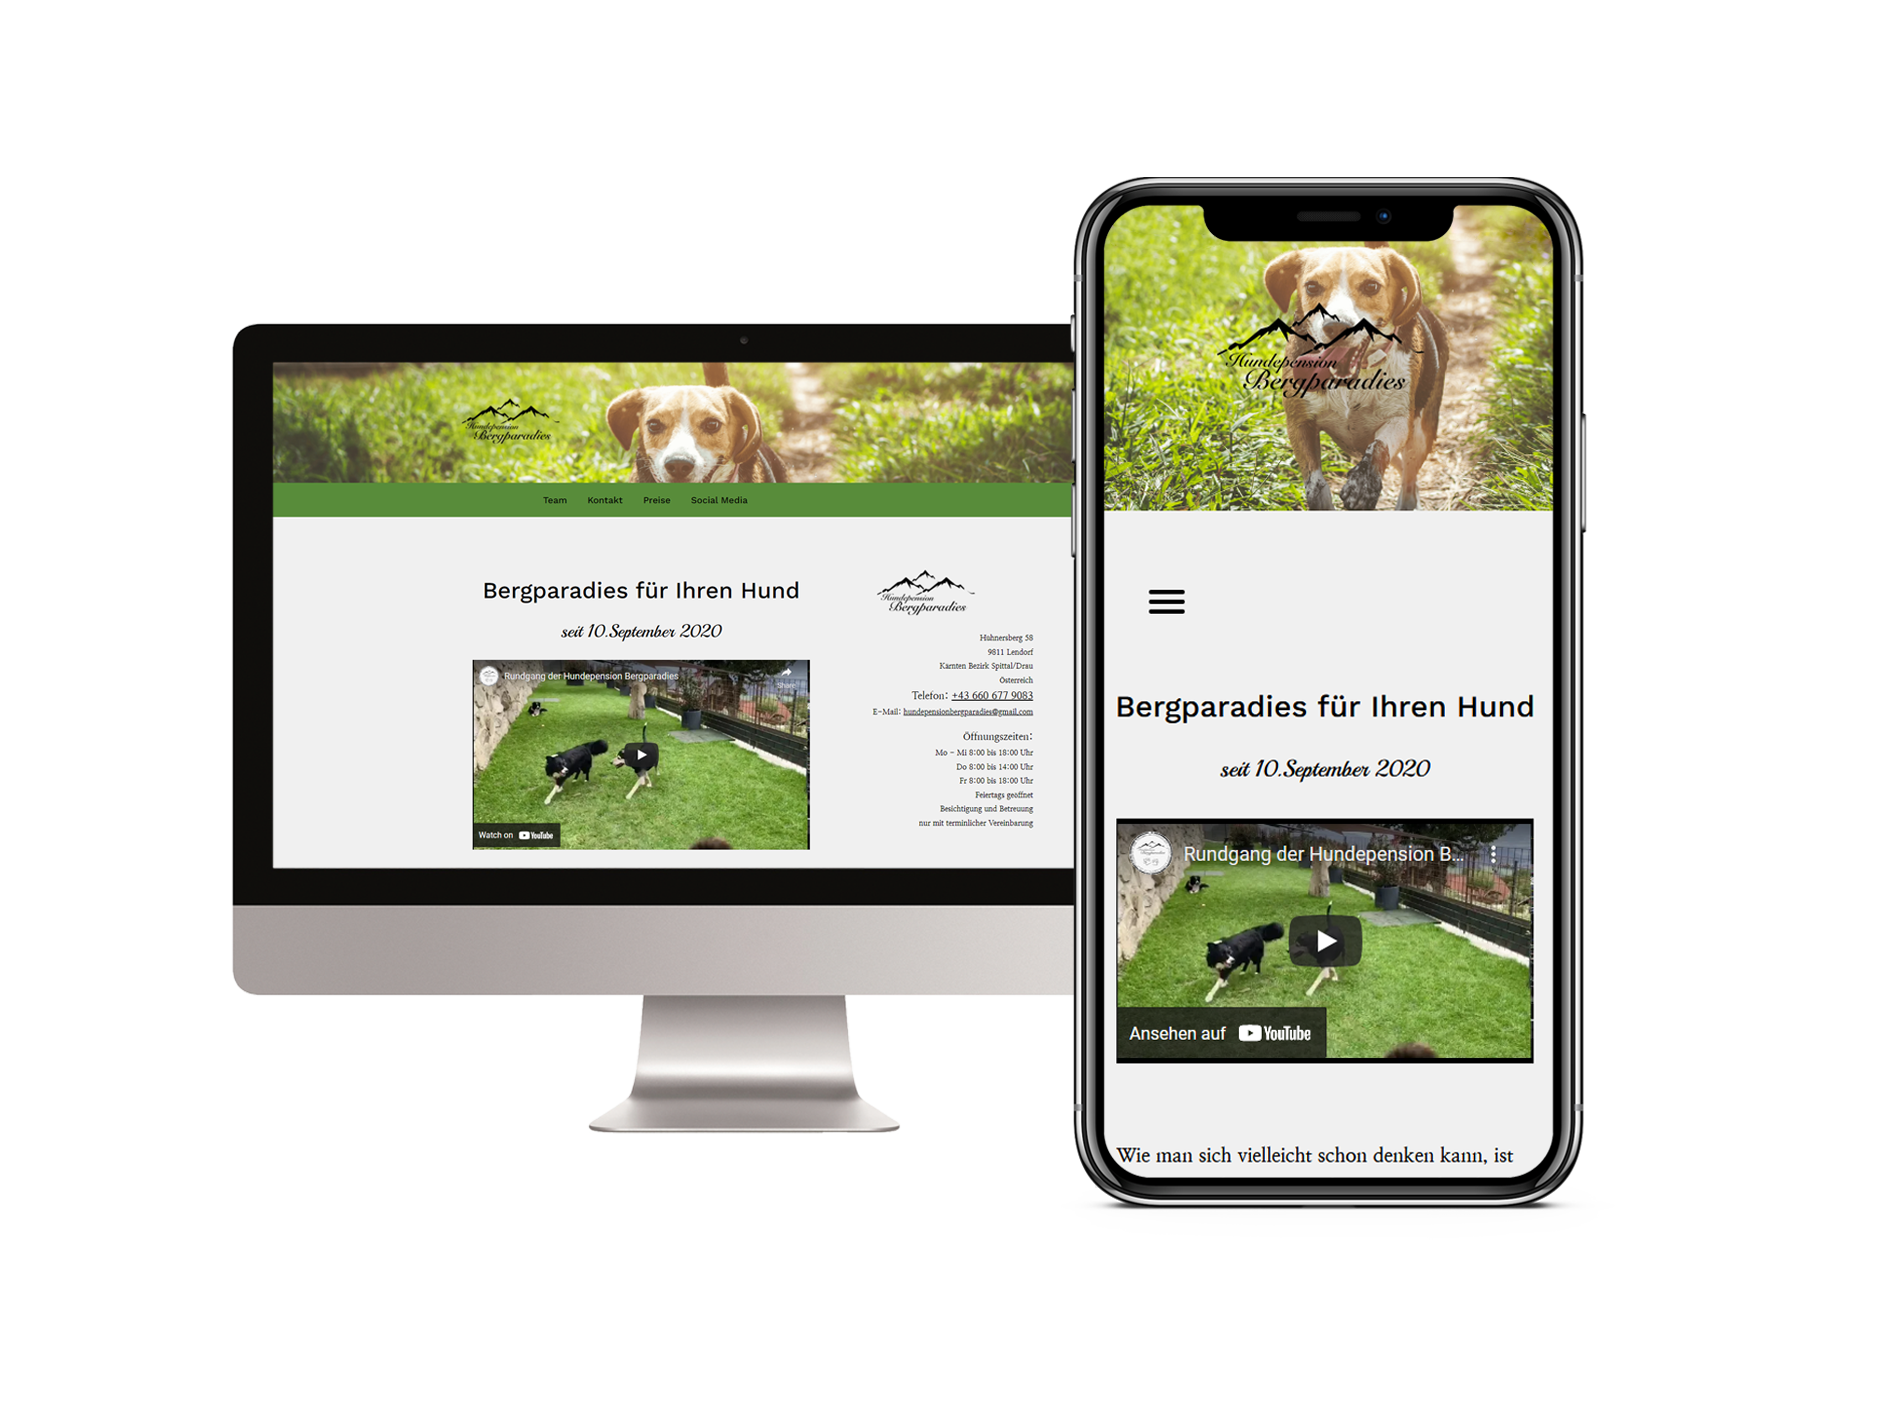 Hundepension
Bergparadies
Team Kontakt Preise Social Media
Bergparadies für Ihren Hund
seit 10.September 2020
Rundgang der Hundepension Bergparadies
Share
Watch on YouTube
Hundepension
Bergparadies
Hühnersberg 58
9811 Lendorf
Kärnten Bezirk Spittal/Drau
Österreich
Telefon: +43 660 677 9083
E-Mail: hundepensionbergparadies@gmail.com
Öffnungszeiten:
Mo - Mi 8:00 bis 18:00 Uhr
Do 8:00 bis 14:00 Uhr
Fr 8:00 bis 18:00 Uhr
Feiertags geöffnet
Besichtigung und Betreuung
nur mit terminlicher Vereinbarung
Hundepension
Bergparadies
Bergparadies für Ihren Hund
seit 10.September 2020
Rundgang der Hundepension B...
Ansehen auf YouTube
Wie man sich vielleicht schon denken kann, ist